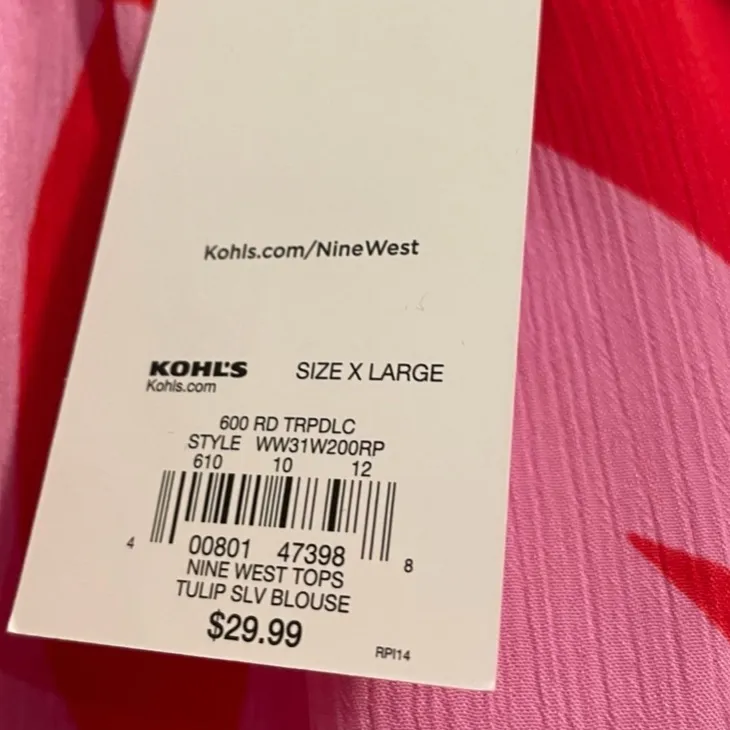 Kohls.com/NineWest
KOHL'S SIZE X LARGE
Kohls.com
600 RD TRPDLC
STYLE WW31W200RP
610 10 12
4 00801 47398 8
NINE WEST TOPS
TULIP SLV BLOUSE
$29.99
RPI14